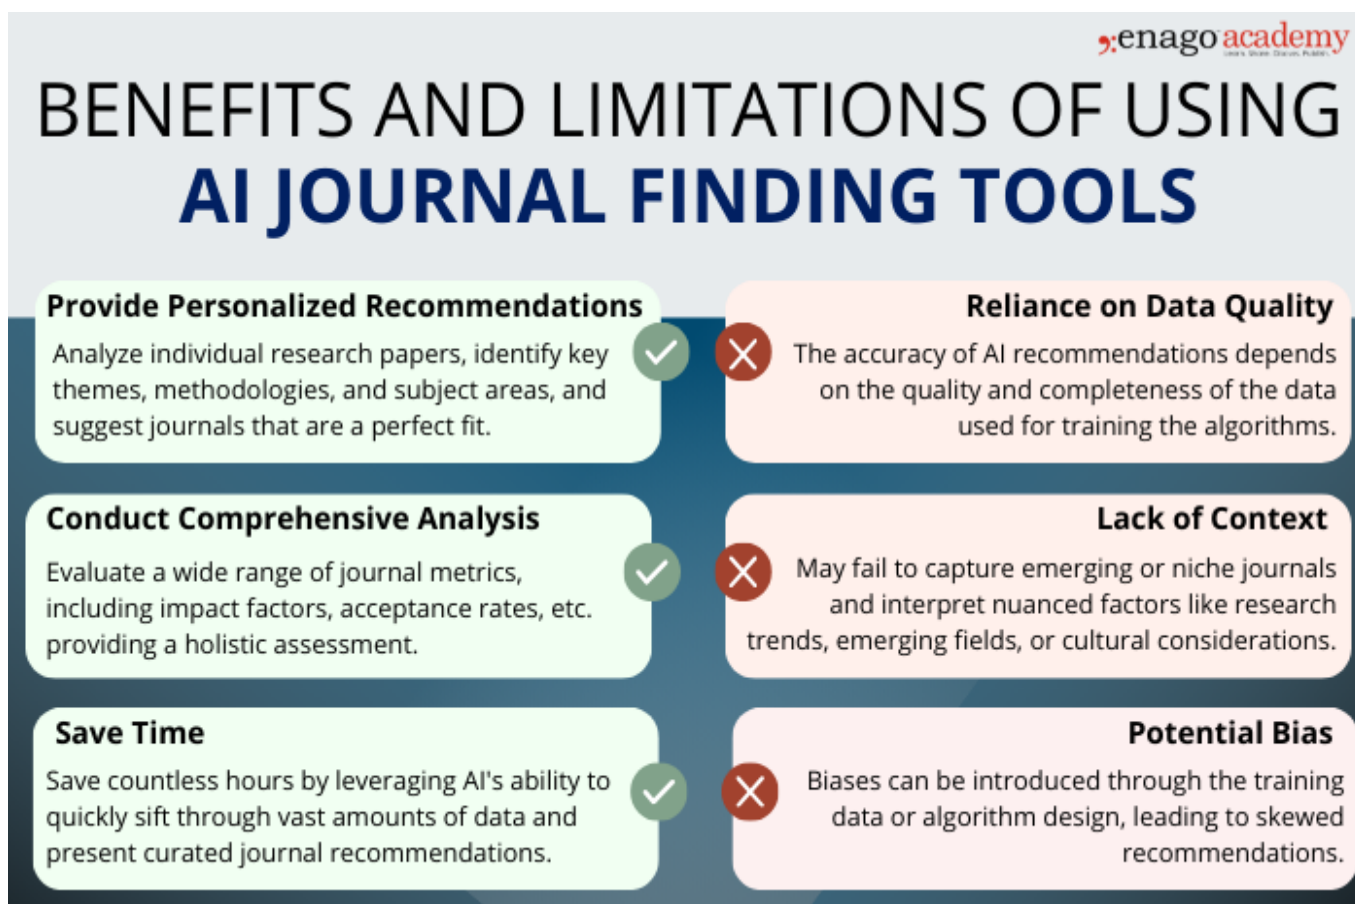 enago academy
Learn. Share. Discuss. Publish.
BENEFITS AND LIMITATIONS OF USING
AI JOURNAL FINDING TOOLS
Provide Personalized Recommendations
Analyze individual research papers, identify key
themes, methodologies, and subject areas, and
suggest journals that are a perfect fit.
Reliance on Data Quality
The accuracy of AI recommendations depends
on the quality and completeness of the data
used for training the algorithms.
Conduct Comprehensive Analysis
Evaluate a wide range of journal metrics,
including impact factors, acceptance rates, etc.
providing a holistic assessment.
Lack of Context
May fail to capture emerging or niche journals
and interpret nuanced factors like research
trends, emerging fields, or cultural considerations.
Save Time
Save countless hours by leveraging AI's ability to
quickly sift through vast amounts of data and
present curated journal recommendations.
Potential Bias
Biases can be introduced through the training
data or algorithm design, leading to skewed
recommendations.